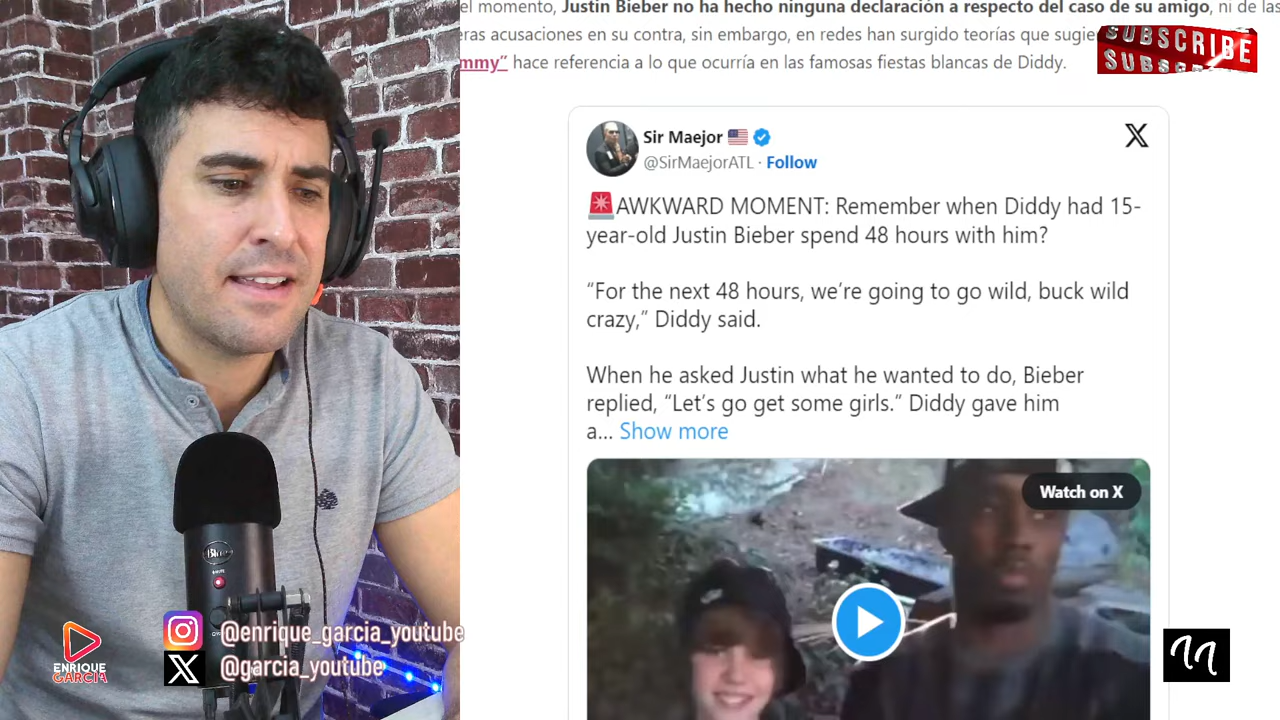 el momento, Justin Bieber no ha hecho ninguna declaración a respecto del caso de su amigo, ni de las
eras acusaciones en su contra, sin embargo, en redes han surgido teorías que sugie
mmy” hace referencia a lo que ocurría en las famosas fiestas blancas de Diddy.
SUBSCRIBE
Sir Maejor
@SirMaejorATL · Follow
AWKWARD MOMENT: Remember when Diddy had 15-
year-old Justin Bieber spend 48 hours with him?
“For the next 48 hours, we’re going to go wild, buck wild
crazy,” Diddy said.
When he asked Justin what he wanted to do, Bieber
replied, “Let’s go get some girls.” Diddy gave him
a... Show more
Watch on X
Blue
@enrique_garcia_youtube
@garcia_youtube
ENRIQUE
GARCIA